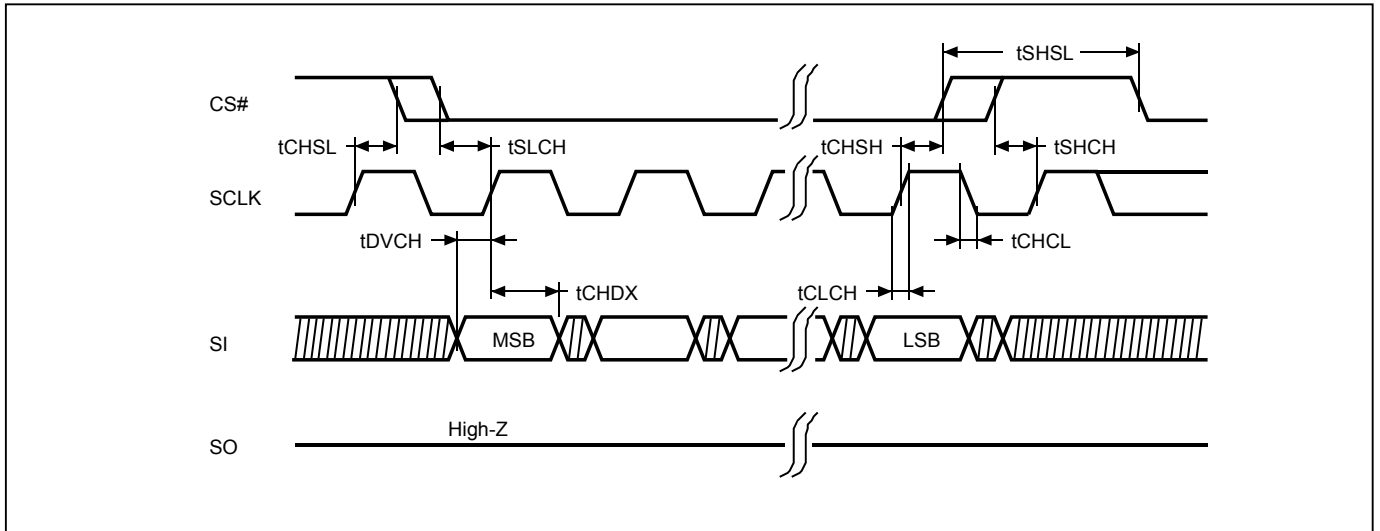 tSHSL
CS#
tCHSL
tSLCH
tCHSH
tSHCH
SCLK
tDVCH
tCHCL
tCHDX
tCLCH
SI
MSB
LSB
High-Z
SO